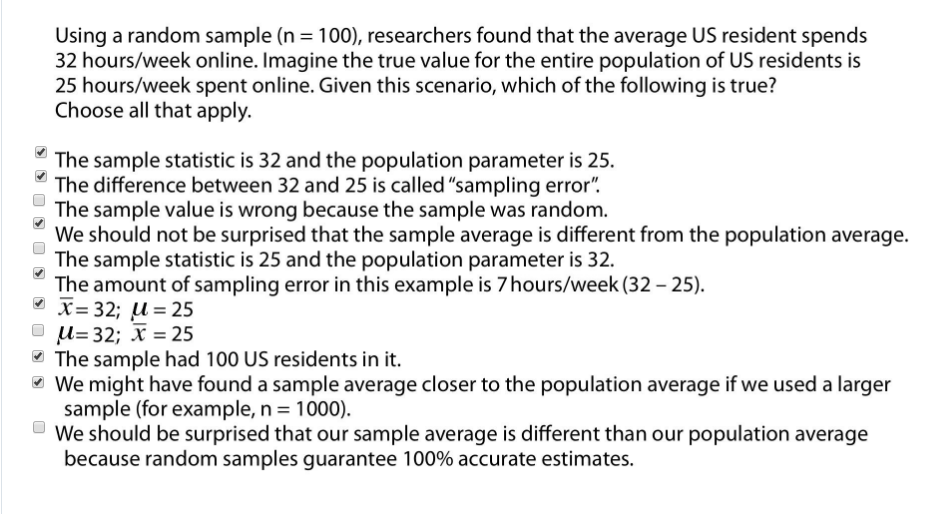 Using a random sample (n = 100), researchers found that the average US resident spends
32 hours/week online. Imagine the true value for the entire population of US residents is
25 hours/week spent online. Given this scenario, which of the following is true?
Choose all that apply.
The sample statistic is 32 and the population parameter is 25.
The difference between 32 and 25 is called “sampling error”.
The sample value is wrong because the sample was random.
We should not be surprised that the sample average is different from the population average.
The sample statistic is 25 and the population parameter is 32.
The amount of sampling error in this example is 7 hours/week (32 – 25).
x̅ = 32; μ = 25
μ = 32; x̅ = 25
The sample had 100 US residents in it.
We might have found a sample average closer to the population average if we used a larger
sample (for example, n = 1000).
We should be surprised that our sample average is different than our population average
because random samples guarantee 100% accurate estimates.